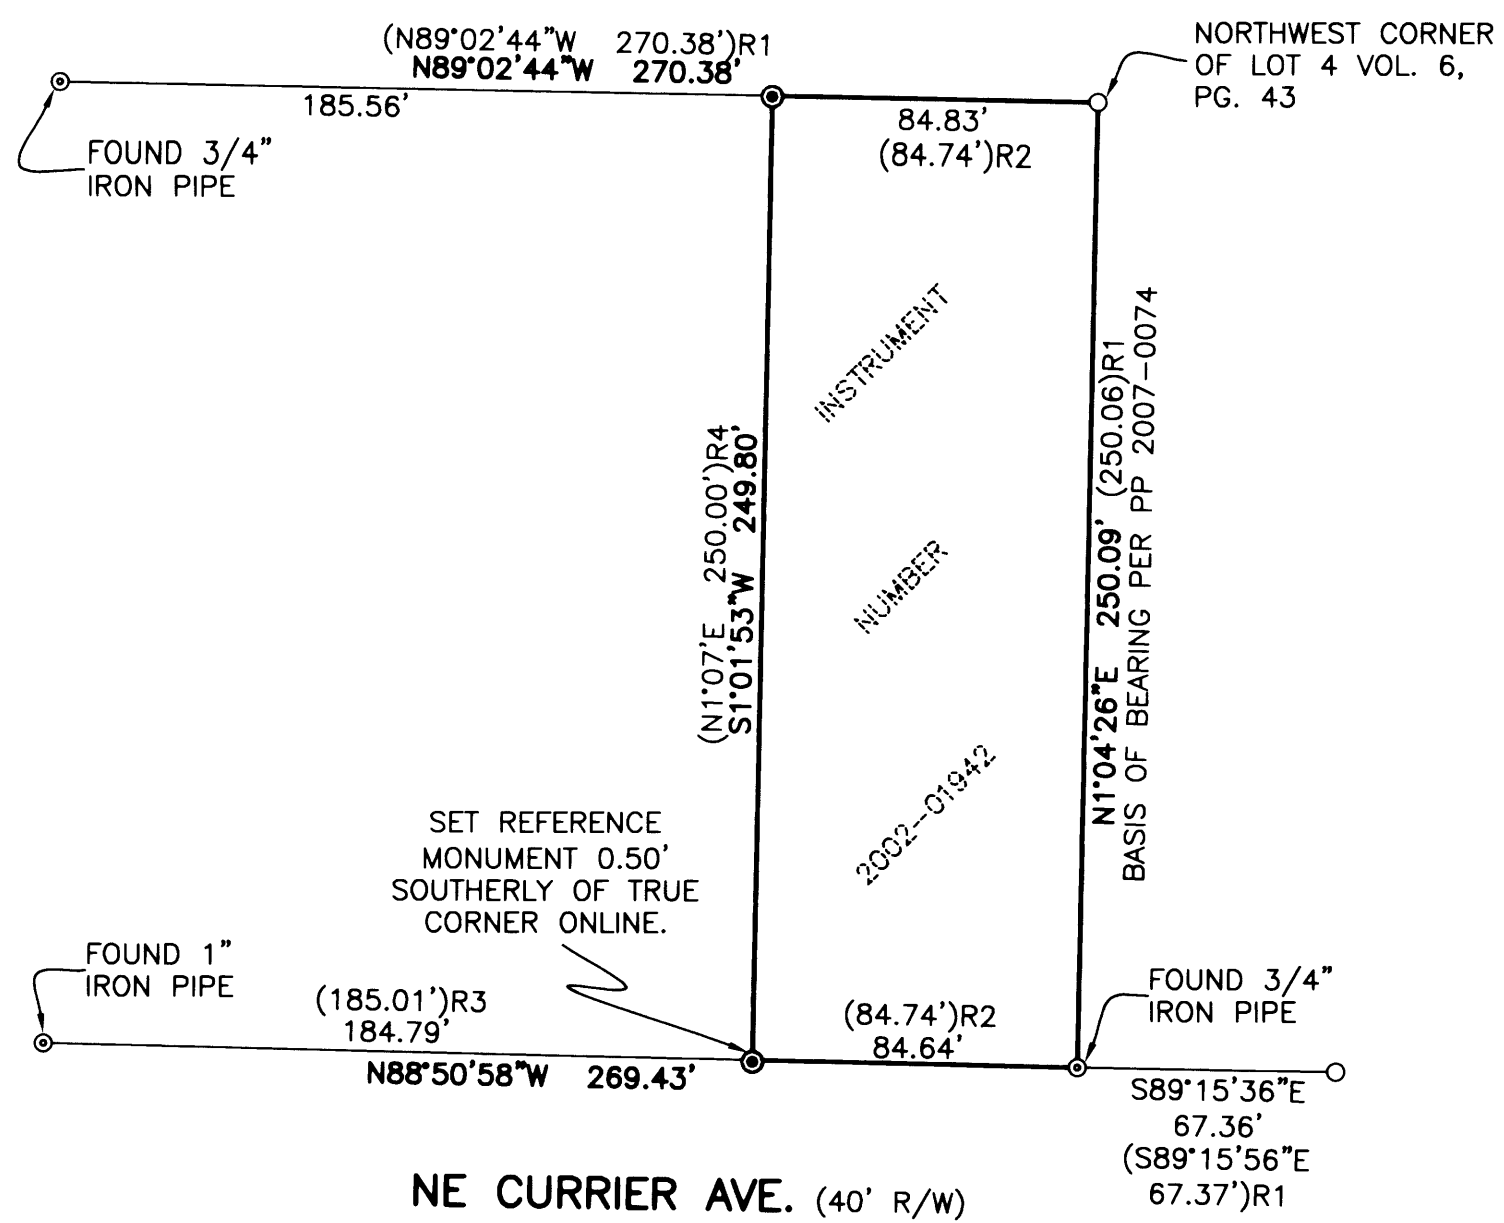 (N89°02'44"W 270.38')R1
N89°02'44"W 270.38'
185.56'
FOUND 3/4"
IRON PIPE
84.83'
(84.74')R2
NORTHWEST CORNER
OF LOT 4 VOL. 6,
PG. 43
INSTRUMENT
NUMBER
2002--01942
(N1°07'E 250.00')R4
S1°01'53"W 249.80'
N1°04'26"E 250.09' (250.06)R1
BASIS OF BEARING PER PP 2007-0074
SET REFERENCE
MONUMENT 0.50'
SOUTHERLY OF TRUE
CORNER ONLINE.
FOUND 1"
IRON PIPE
(185.01')R3
184.79'
N88°50'58"W 269.43'
(84.74')R2
84.64'
FOUND 3/4"
IRON PIPE
S89°15'36"E
67.36'
(S89°15'56"E
67.37')R1
NE CURRIER AVE. (40' R/W)